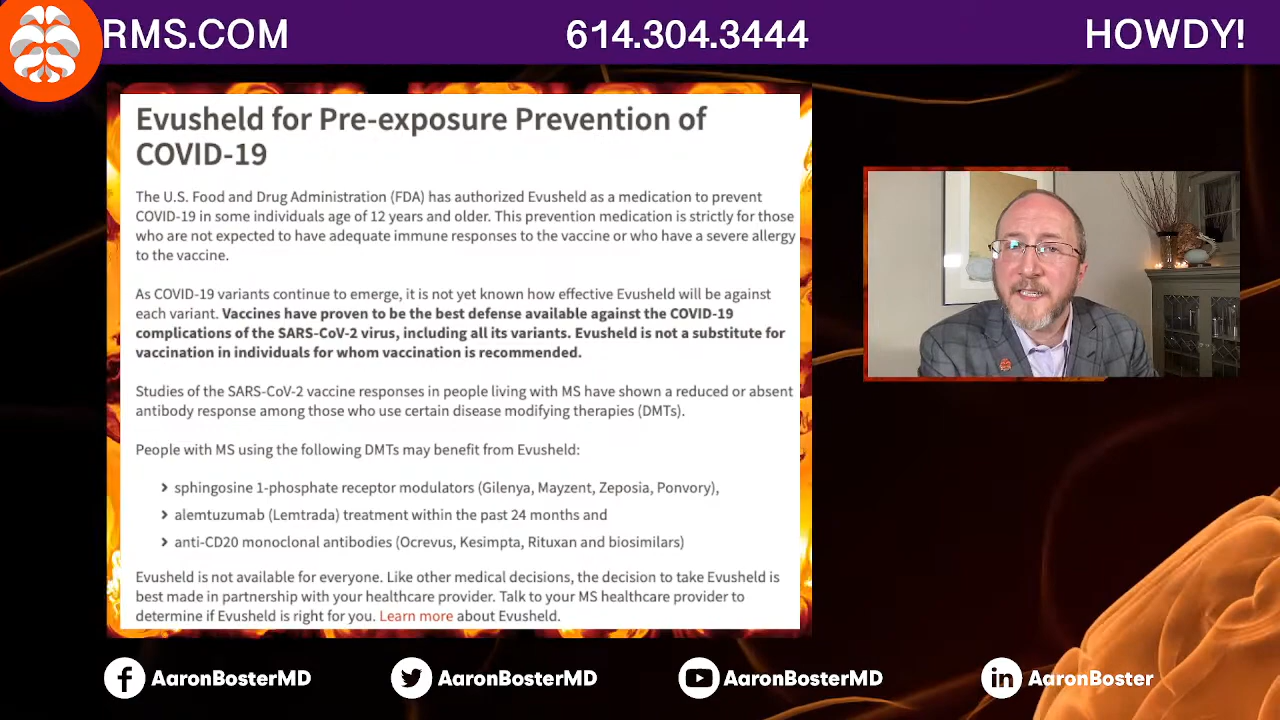 RMS.COM
614.304.3444
HOWDY!
Evusheld for Pre-exposure Prevention of
COVID-19
The U.S. Food and Drug Administration (FDA) has authorized Evusheld as a medication to prevent
COVID-19 in some individuals age of 12 years and older. This prevention medication is strictly for those
who are not expected to have adequate immune responses to the vaccine or who have a severe allergy
to the vaccine.
As COVID-19 variants continue to emerge, it is not yet known how effective Evusheld will be against
each variant. Vaccines have proven to be the best defense available against the COVID-19
complications of the SARS-CoV-2 virus, including all its variants. Evusheld is not a substitute for
vaccination in individuals for whom vaccination is recommended.
Studies of the SARS-CoV-2 vaccine responses in people living with MS have shown a reduced or absent
antibody response among those who use certain disease modifying therapies (DMTs).
People with MS using the following DMTs may benefit from Evusheld:
sphingosine 1-phosphate receptor modulators (Gilenya, Mayzent, Zeposia, Ponvory),
alemtuzumab (Lemtrada) treatment within the past 24 months and
anti-CD20 monoclonal antibodies (Ocrevus, Kesimpta, Rituxan and biosimilars)
Evusheld is not available for everyone. Like other medical decisions, the decision to take Evusheld is
best made in partnership with your healthcare provider. Talk to your MS healthcare provider to
determine if Evusheld is right for you. Learn more about Evusheld.
AaronBosterMD
AaronBosterMD
AaronBosterMD
AaronBoster